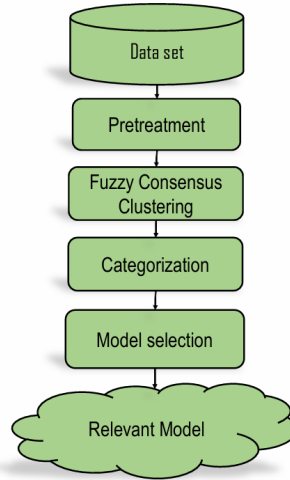 Data set
Pretreatment
Fuzzy Consensus
Clustering
Categorization
Model selection
Relevant Model